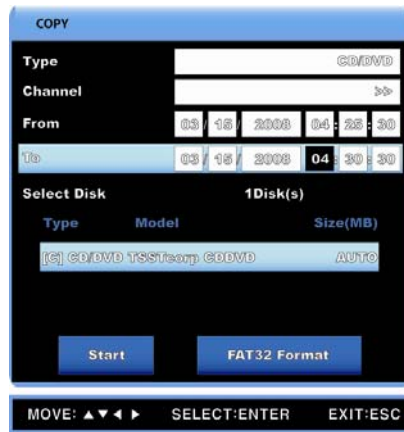 COPY
Type CD/DVD
Channel >>
From 03 / 15 / 2008 04 : 25 : 30
To 03 / 15 / 2008 04 : 30 : 30
Select Disk 1Disk(s)
Type Model Size(MB)
[C] CD/DVD TSSTcorp CDDVD AUTO
Start FAT32 Format
MOVE: ▲▼◀ ▶ SELECT:ENTER EXIT:ESC